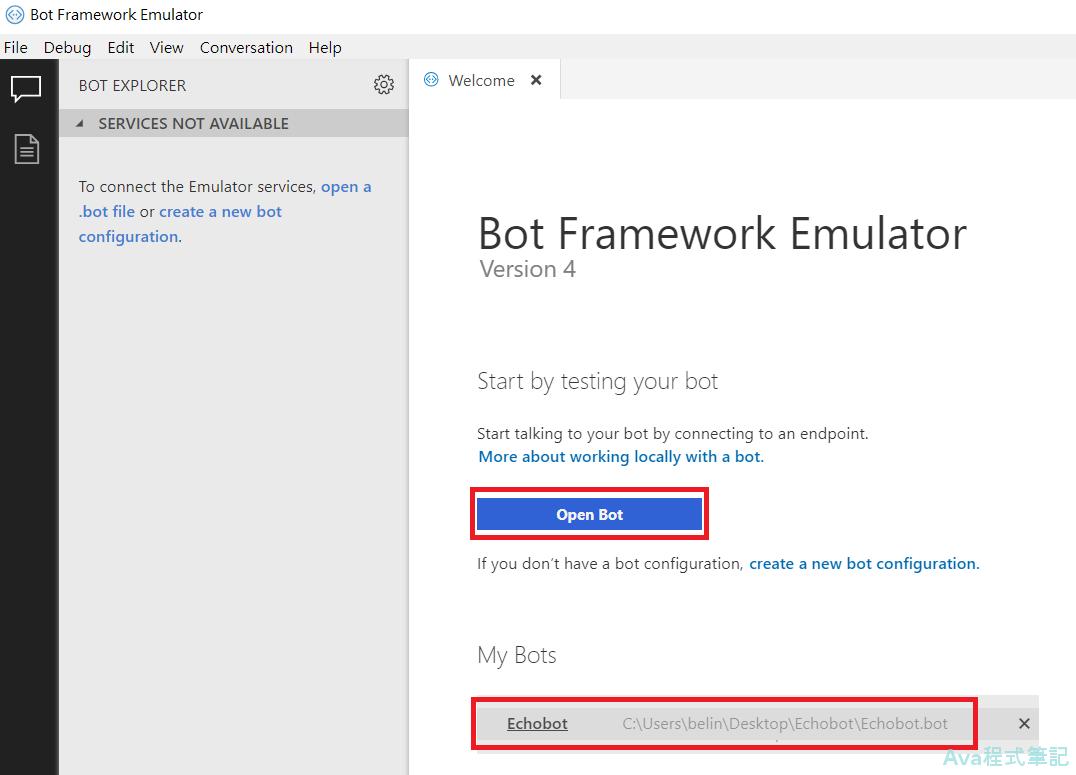 Bot Framework Emulator
File Debug Edit View Conversation Help
BOT EXPLORER
SERVICES NOT AVAILABLE
To connect the Emulator services, open a
.bot file or create a new bot
configuration.
Welcome
Bot Framework Emulator
Version 4
Start by testing your bot
Start talking to your bot by connecting to an endpoint.
More about working locally with a bot.
Open Bot
If you don't have a bot configuration, create a new bot configuration.
My Bots
Echobot C:\Users\belin\Desktop\Echobot\Echobot.bot
Ava程式筆記